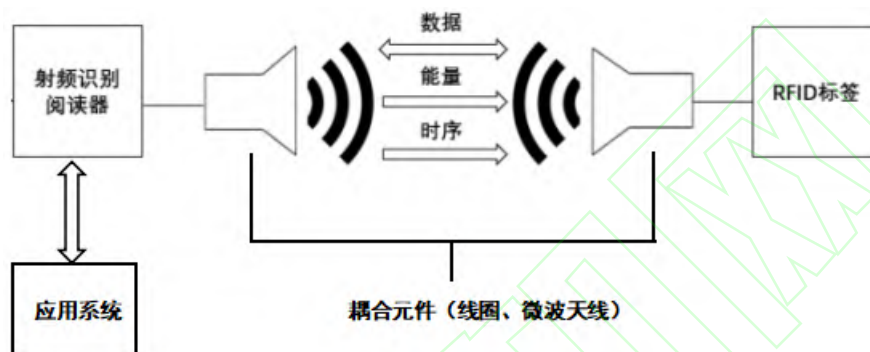 射频识别
阅读器
数据
能量
时序
RFID标签
应用系统
耦合元件（线圈、微波天线）